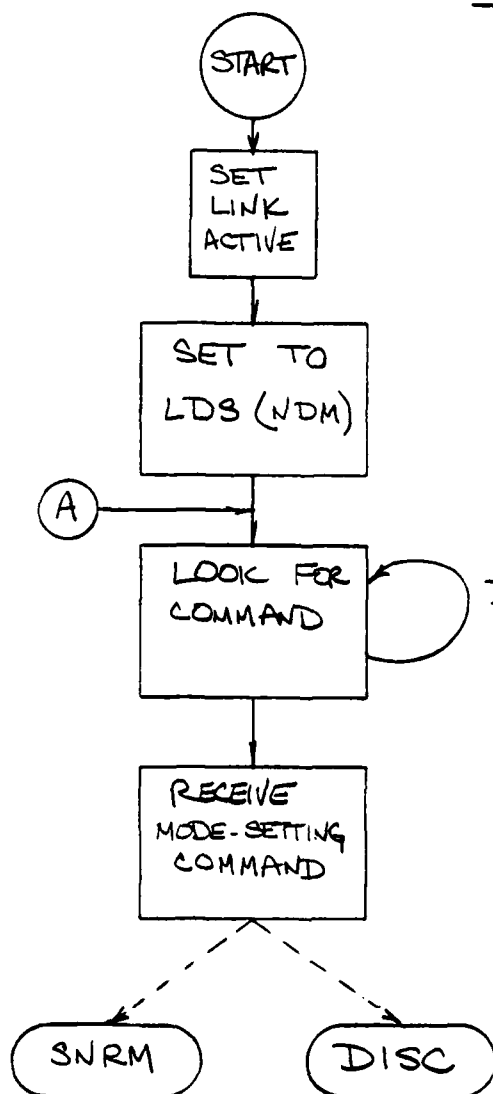 START
SET
LINK
ACTIVE
SET TO
LDS (NDM)
A
LOOK FOR
COMMAND
RECEIVE
MODE-SETTING
COMMAND
SNRM
DISC